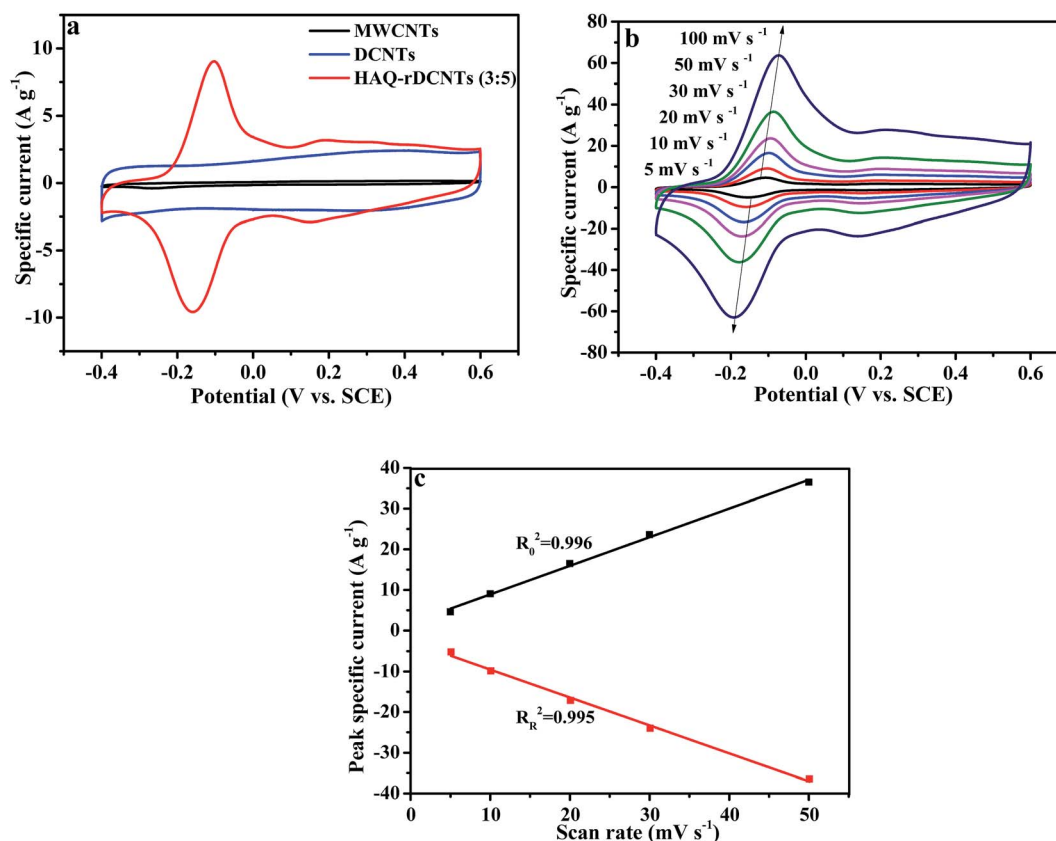 a
MWCNTs
DCNTs
HAQ-rDCNTs (3:5)
Specific current (A g⁻¹)
10
5
0
-5
-10
-0.4 -0.2 0.0 0.2 0.4 0.6
Potential (V vs. SCE)
b
100 mV s⁻¹
50 mV s⁻¹
30 mV s⁻¹
20 mV s⁻¹
10 mV s⁻¹
5 mV s⁻¹
Specific current (A g⁻¹)
80
60
40
20
0
-20
-40
-60
-80
-0.4 -0.2 0.0 0.2 0.4 0.6
Potential (V vs. SCE)
c
R₀²=0.996
R_R²=0.995
Peak specific current (A g⁻¹)
40
30
20
10
0
-10
-20
-30
-40
0 10 20 30 40 50
Scan rate (mV s⁻¹)